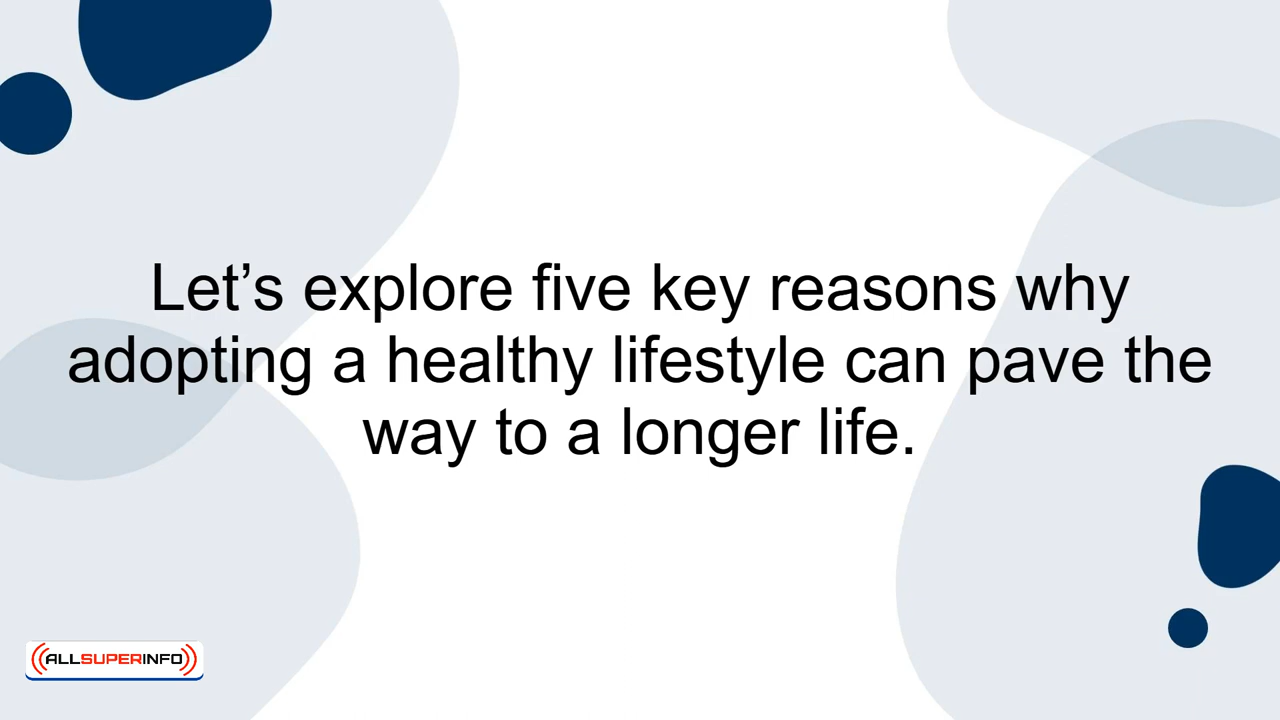 Let’s explore five key reasons why
adopting a healthy lifestyle can pave the
way to a longer life.
ALLSUPERINFO